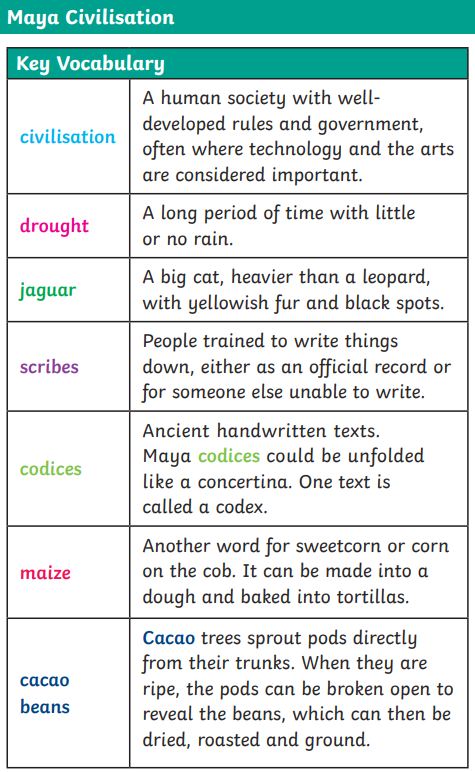 Maya Civilisation
Key Vocabulary
civilisation
A human society with well-
developed rules and government,
often where technology and the arts
are considered important.
drought
A long period of time with little
or no rain.
jaguar
A big cat, heavier than a leopard,
with yellowish fur and black spots.
scribes
People trained to write things
down, either as an official record or
for someone else unable to write.
codices
Ancient handwritten texts.
Maya codices could be unfolded
like a concertina. One text is
called a codex.
maize
Another word for sweetcorn or corn
on the cob. It can be made into a
dough and baked into tortillas.
cacao
beans
Cacao trees sprout pods directly
from their trunks. When they are
ripe, the pods can be broken open to
reveal the beans, which can then be
dried, roasted and ground.